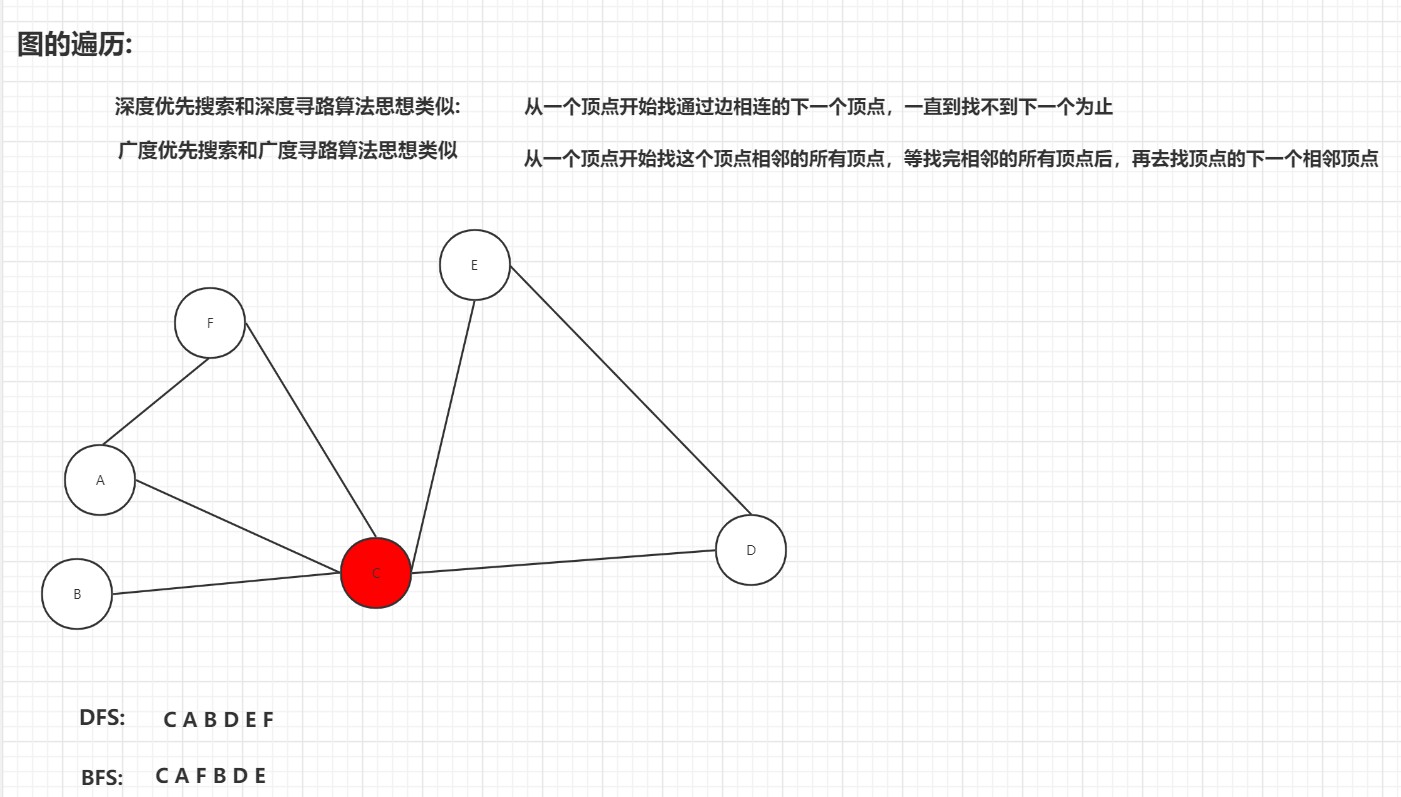 图的遍历:
深度优先搜索和深度寻路算法思想类似:
从一个顶点开始找通过边相连的下一个顶点，一直到找不到下一个为止
广度优先搜索和广度寻路算法思想类似
从一个顶点开始找这个顶点相邻的所有顶点，等找完相邻的所有顶点后，再去找顶点的下一个相邻顶点
E
F
A
C
D
B
DFS: C A B D E F
BFS: C A F B D E